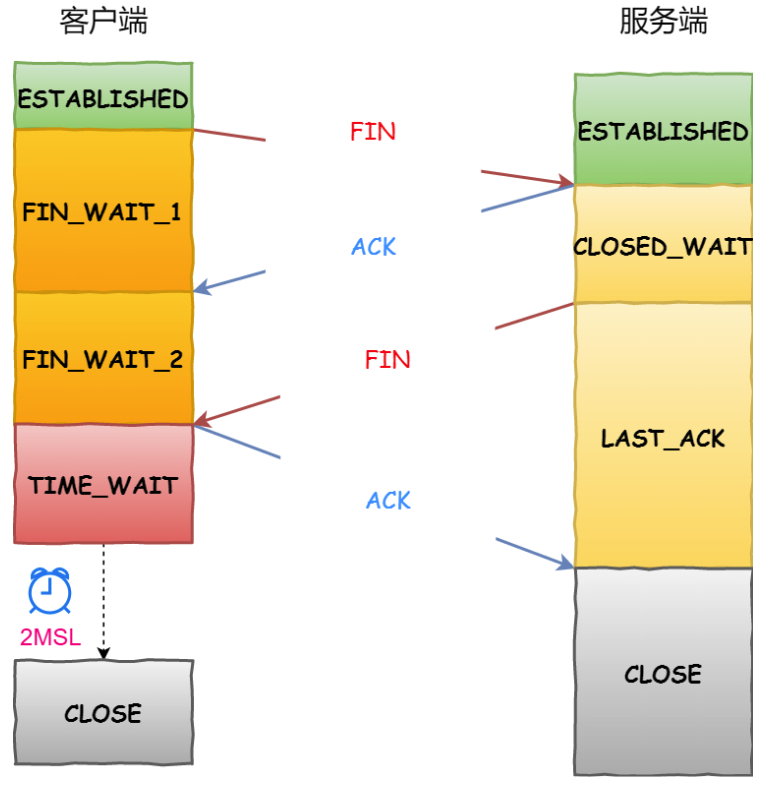 客户端
服务端
ESTABLISHED
FIN
ESTABLISHED
FIN_WAIT_1
ACK
CLOSED_WAIT
FIN_WAIT_2
FIN
LAST_ACK
TIME_WAIT
ACK
2MSL
CLOSE
CLOSE